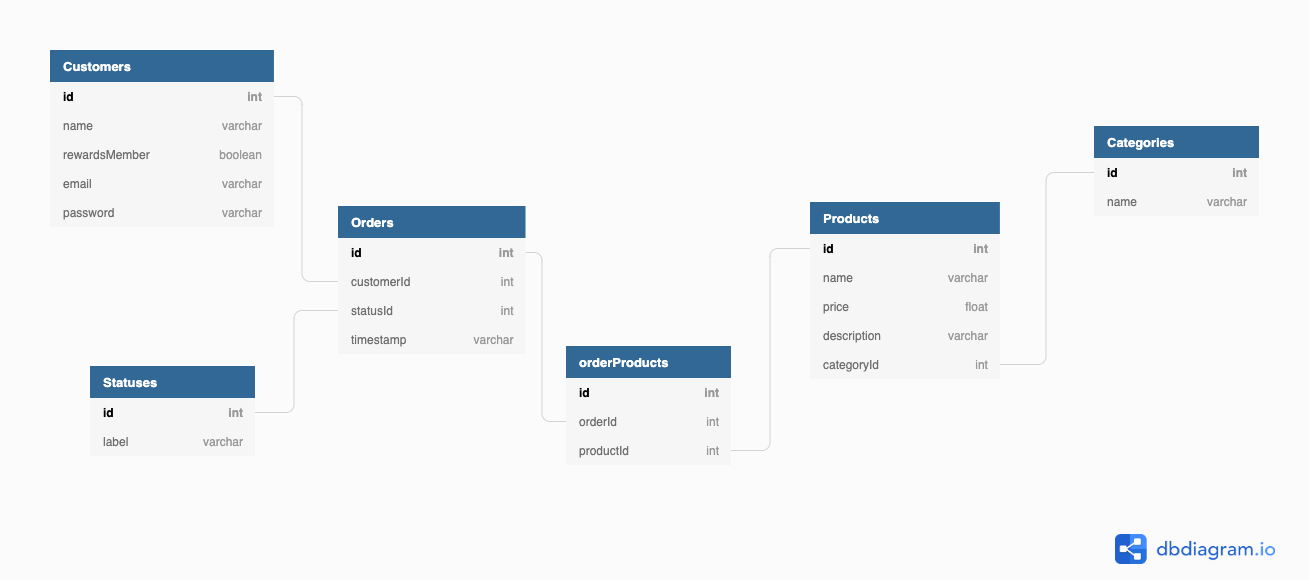 Customers
id int
name varchar
rewardsMember boolean
email varchar
password varchar
Orders
id int
customerId int
statusId int
timestamp varchar
Statuses
id int
label varchar
orderProducts
id int
orderId int
productId int
Products
id int
name varchar
price float
description varchar
categoryId int
Categories
id int
name varchar
dbdiagram.io